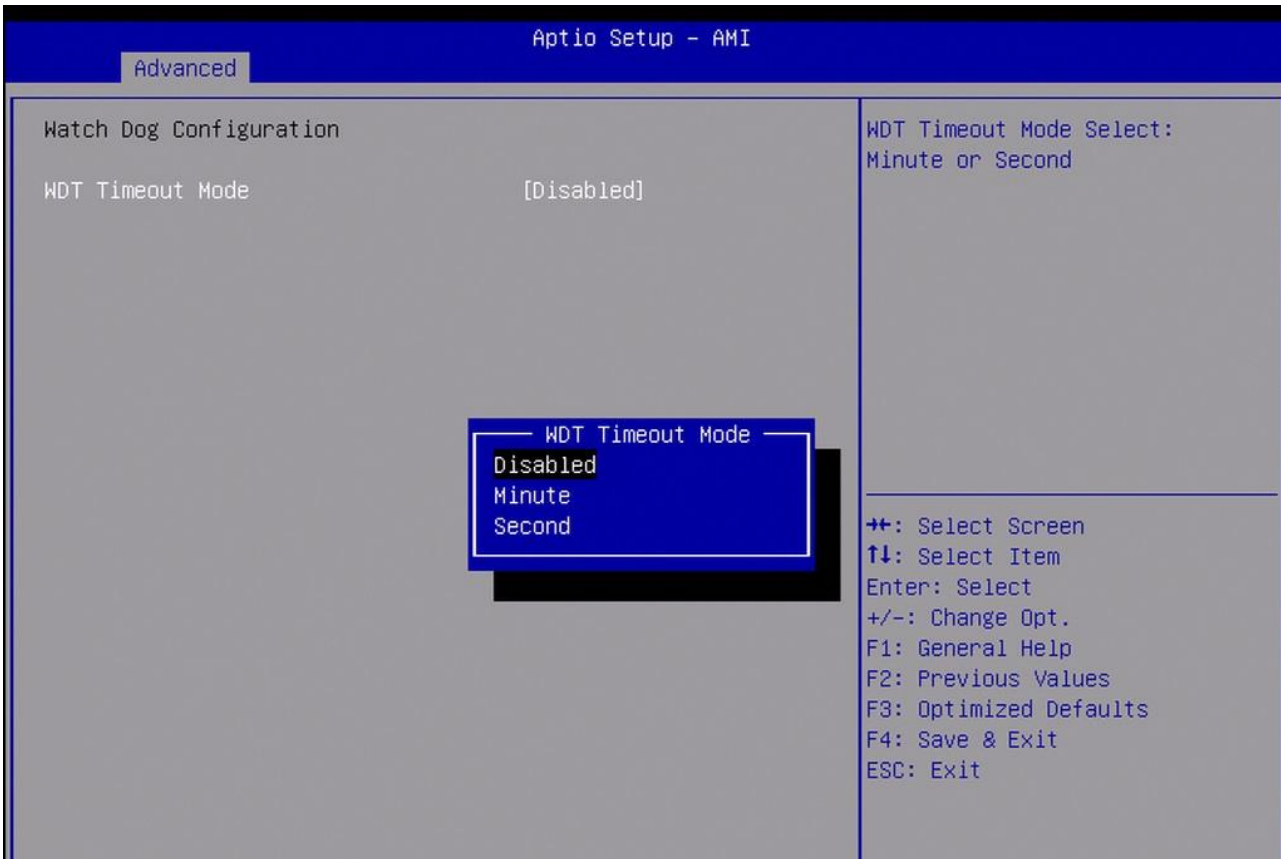 Aptio Setup – AMI
Advanced
Watch Dog Configuration
WDT Timeout Mode [Disabled]
WDT Timeout Mode Select:
Minute or Second
WDT Timeout Mode
Disabled
Minute
Second
→←: Select Screen
↑↓: Select Item
Enter: Select
+/-: Change Opt.
F1: General Help
F2: Previous Values
F3: Optimized Defaults
F4: Save & Exit
ESC: Exit